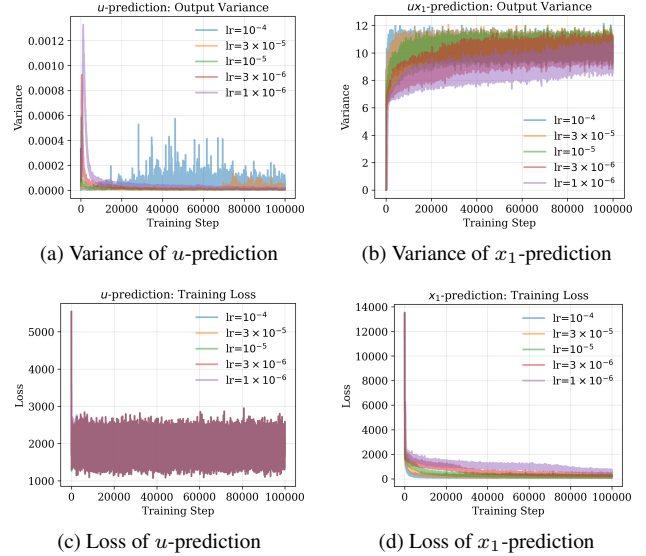 u-prediction: Output Variance
Variance
0.0012
0.0010
0.0008
0.0006
0.0004
0.0002
0.0000
lr=10⁻⁴
lr=3 × 10⁻⁵
lr=10⁻⁵
lr=3 × 10⁻⁶
lr=1 × 10⁻⁶
0 20000 40000 60000 80000 100000
Training Step
(a) Variance of u-prediction
ux₁-prediction: Output Variance
Variance
12
10
8
6
4
2
0
lr=10⁻⁴
lr=3 × 10⁻⁵
lr=10⁻⁵
lr=3 × 10⁻⁶
lr=1 × 10⁻⁶
0 20000 40000 60000 80000 100000
Training Step
(b) Variance of x₁-prediction
u-prediction: Training Loss
Loss
5000
4000
3000
2000
1000
lr=10⁻⁴
lr=3 × 10⁻⁵
lr=10⁻⁵
lr=3 × 10⁻⁶
lr=1 × 10⁻⁶
0 20000 40000 60000 80000 100000
Training Step
(c) Loss of u-prediction
x₁-prediction: Training Loss
Loss
14000
12000
10000
8000
6000
4000
2000
0
lr=10⁻⁴
lr=3 × 10⁻⁵
lr=10⁻⁵
lr=3 × 10⁻⁶
lr=1 × 10⁻⁶
0 20000 40000 60000 80000 100000
Training Step
(d) Loss of x₁-prediction